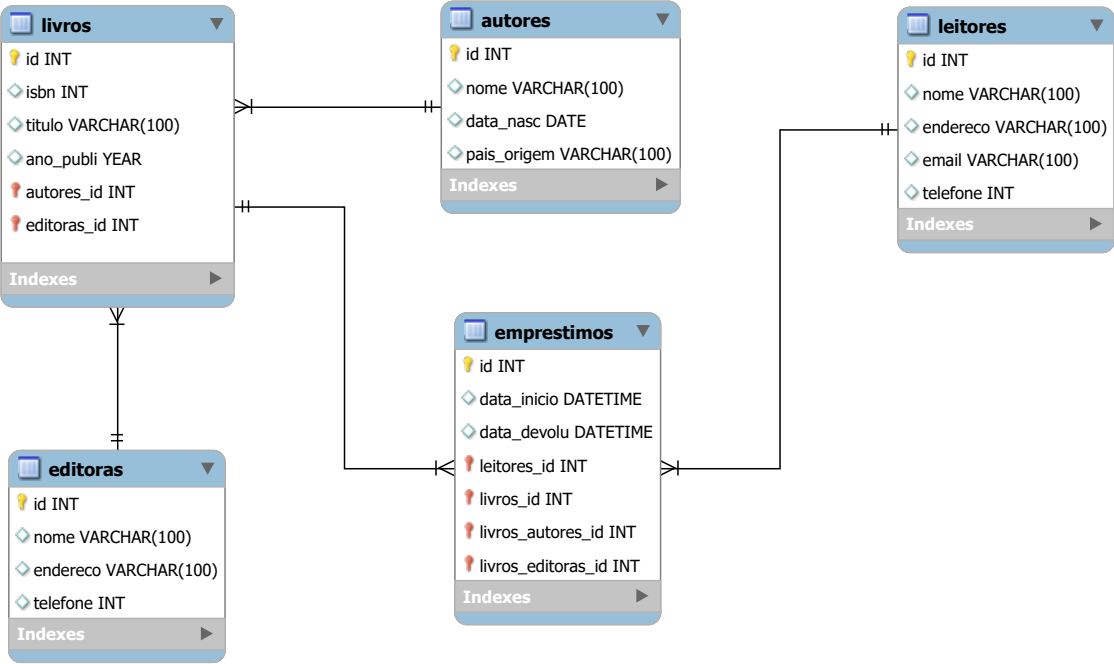 livros
id INT
isbn INT
titulo VARCHAR(100)
ano_publi YEAR
autores_id INT
editoras_id INT
Indexes
autores
id INT
nome VARCHAR(100)
data_nasc DATE
pais_origem VARCHAR(100)
Indexes
leitores
id INT
nome VARCHAR(100)
endereco VARCHAR(100)
email VARCHAR(100)
telefone INT
Indexes
emprestimos
id INT
data_inicio DATETIME
data_devolu DATETIME
leitores_id INT
livros_id INT
livros_autores_id INT
livros_editoras_id INT
Indexes
editoras
id INT
nome VARCHAR(100)
endereco VARCHAR(100)
telefone INT
Indexes